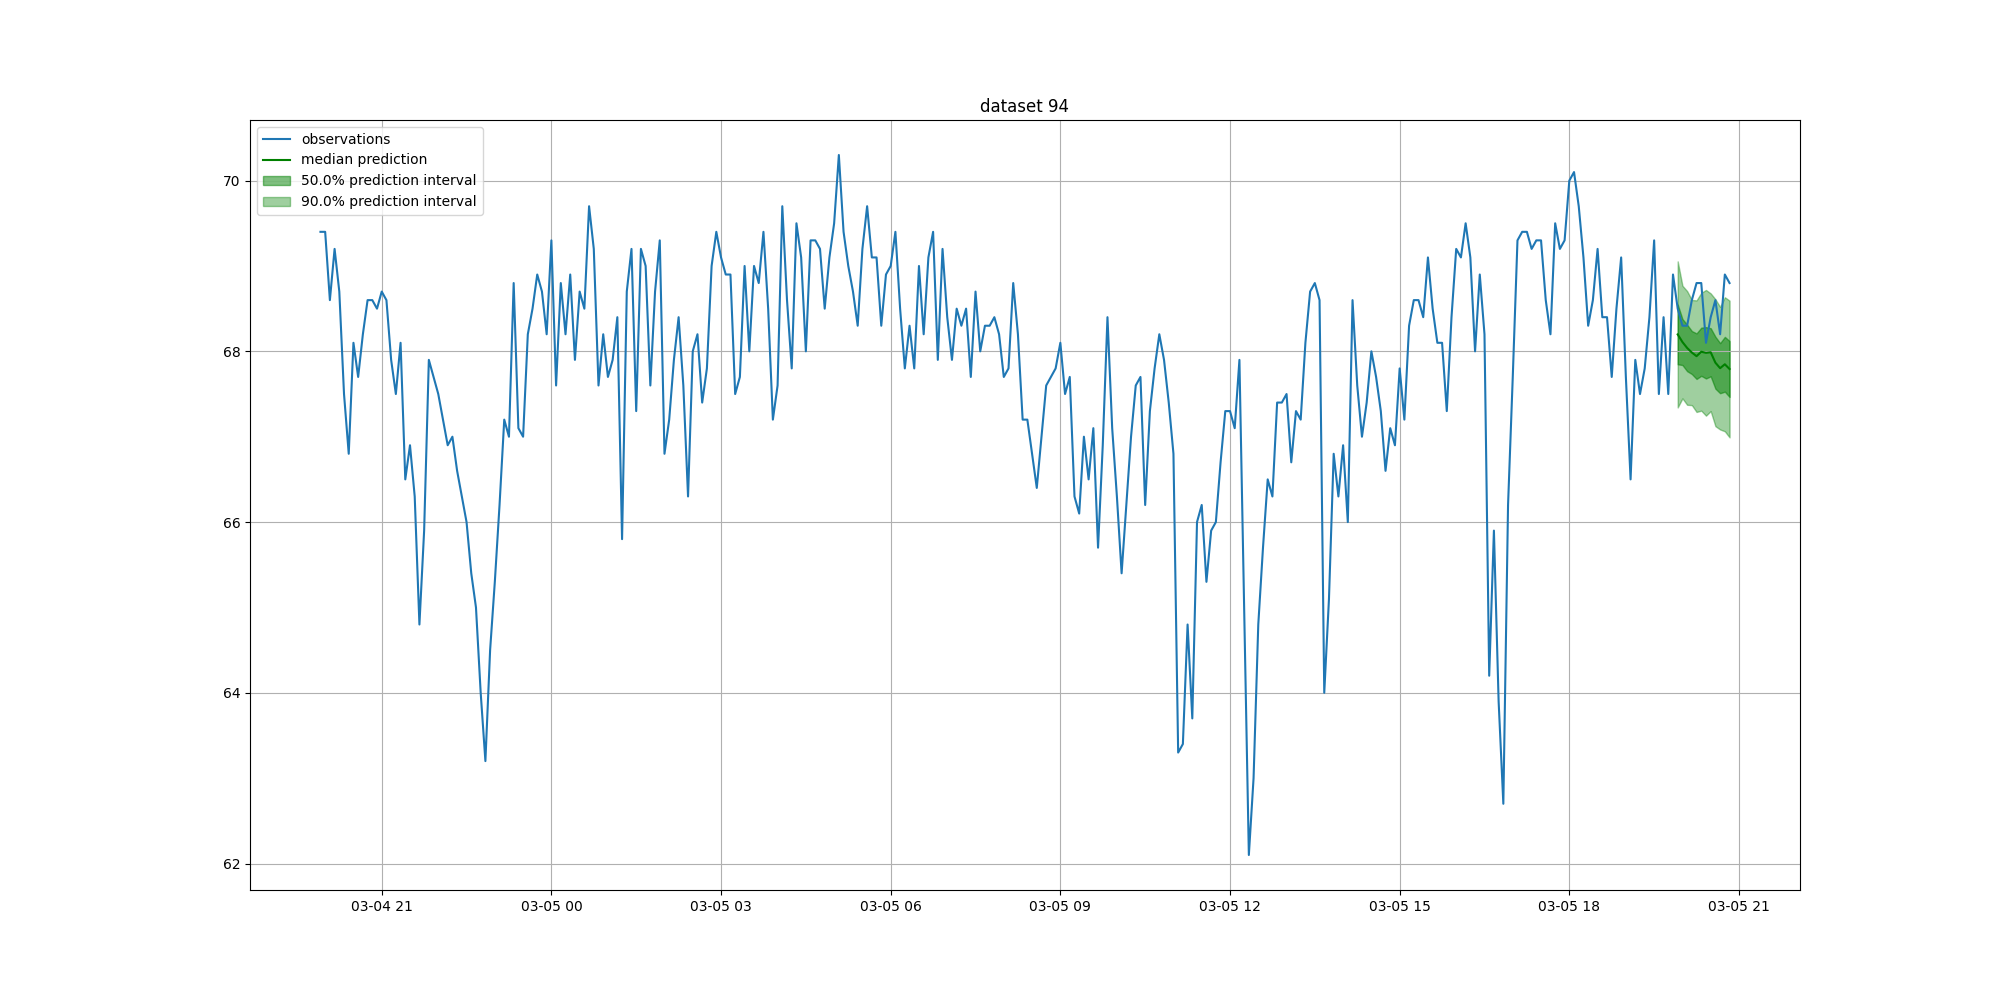 dataset 94
observations
median prediction
50.0% prediction interval
90.0% prediction interval
70
68
66
64
62
03-04 21
03-05 00
03-05 03
03-05 06
03-05 09
03-05 12
03-05 15
03-05 18
03-05 21